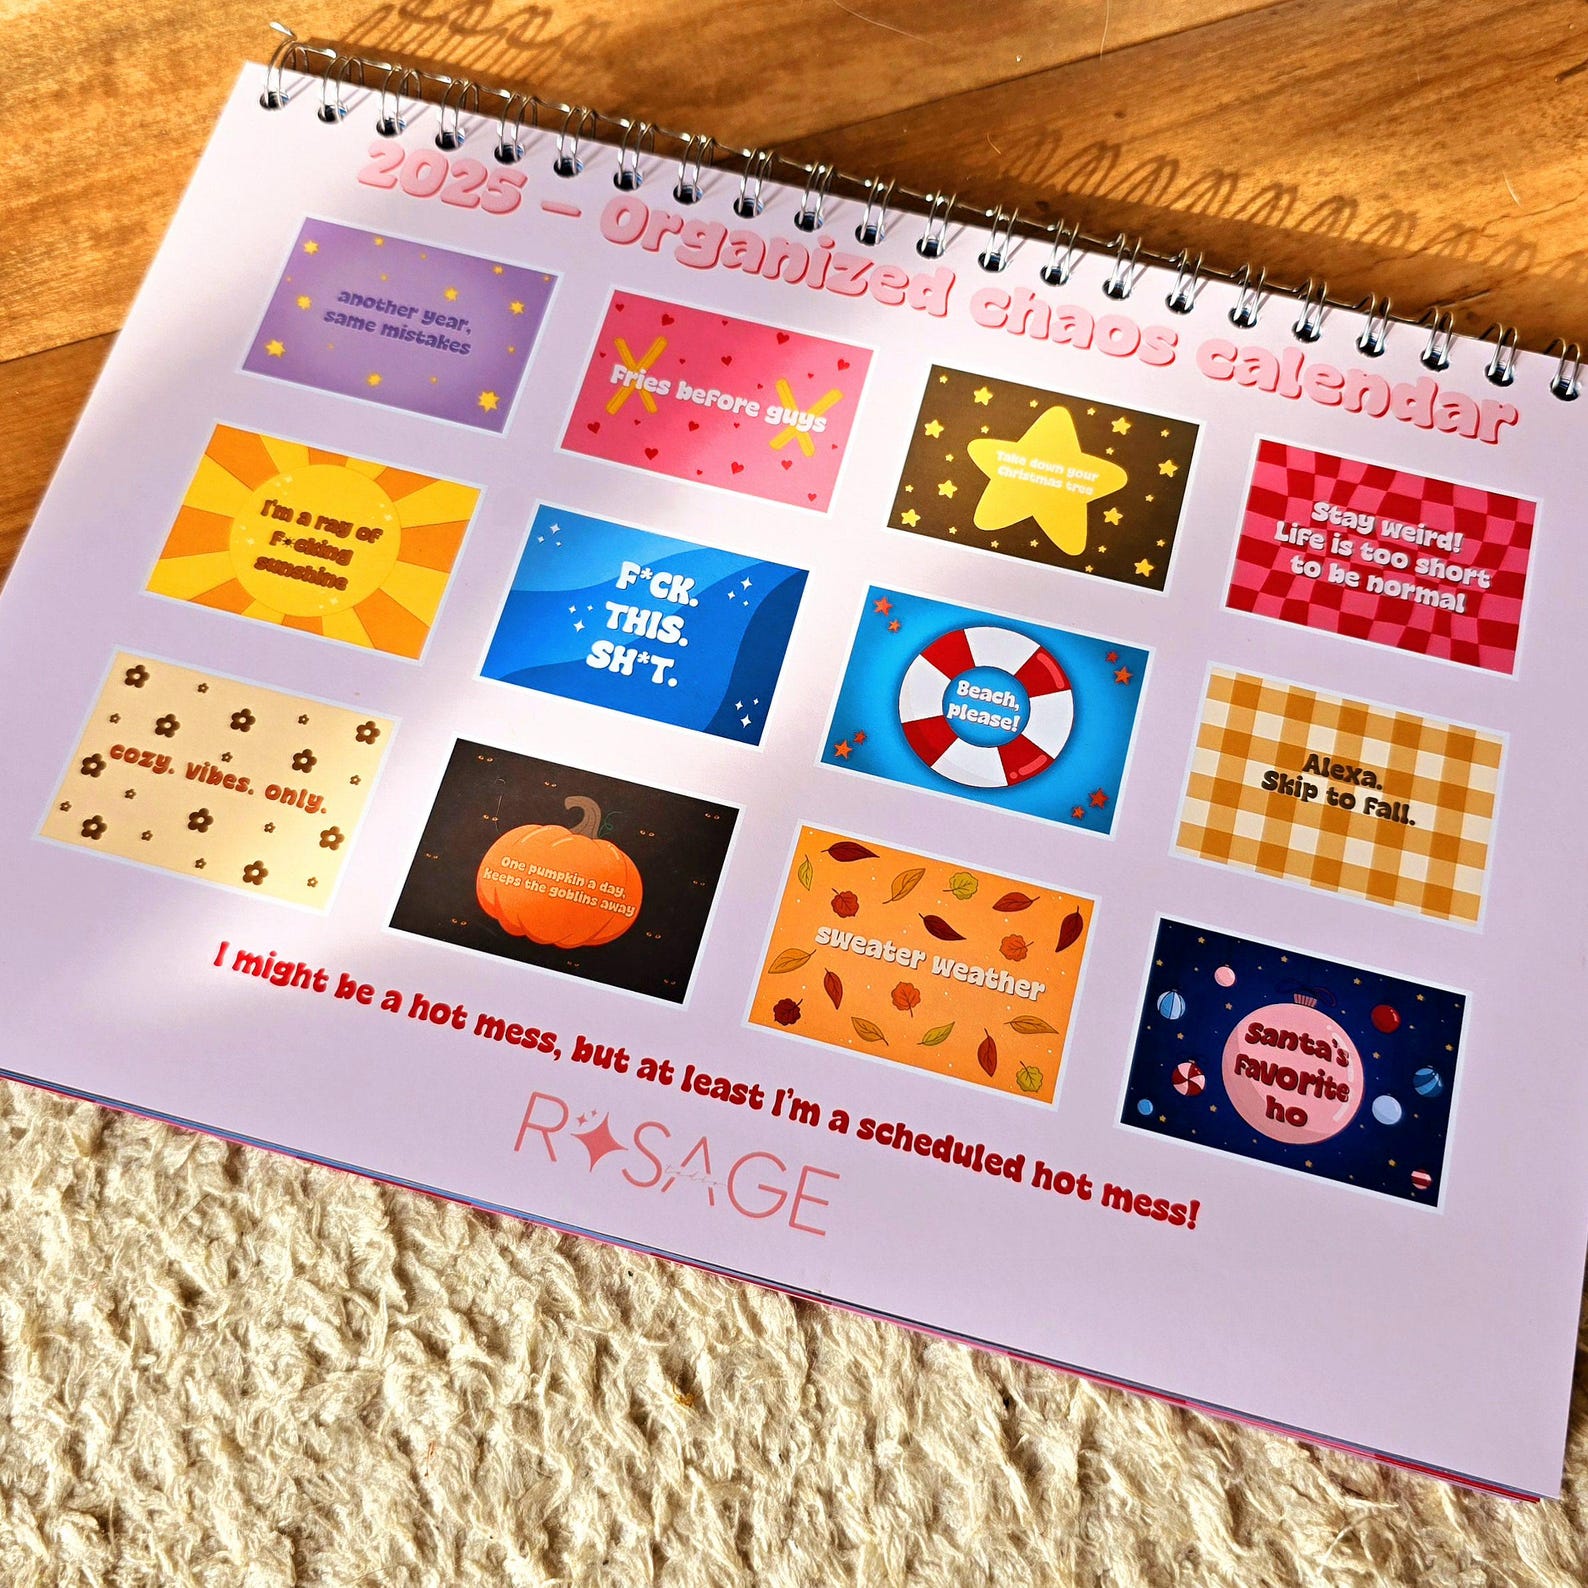 2025 – Organized chaos calendar
another year,
same mistakes
Fries before guys
Take down your
Christmas tree
Stay weird!
Life is too short
to be normal
I'm a ray of
F*cking
sunshine
F*CK.
THIS.
SH*T.
Beach,
please!
Alexa.
Skip to Fall.
cozy. vibes. only.
One pumpkin a day,
keeps the goblins away
sweater weather
Santa's
favorite
ho
I might be a hot mess, but at least I'm a scheduled hot mess!
ROSAGE